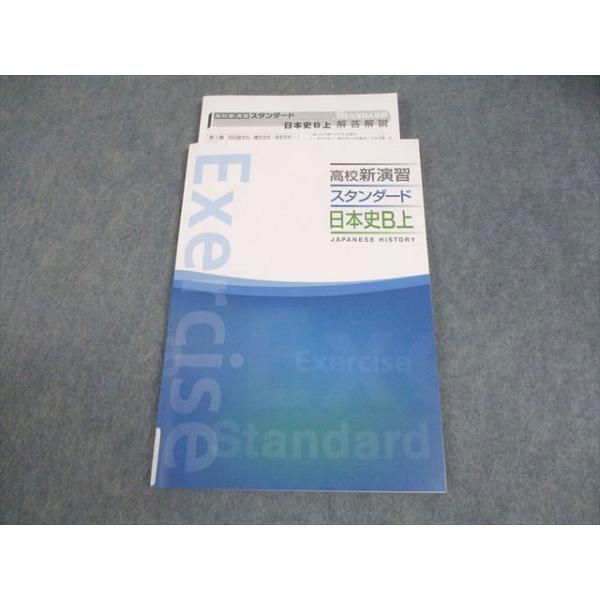 高校新演習スタンダード
STANDARD
日本史B上 解答解説
高校新演習
スタンダード
日本史B上
JAPANESE HISTORY
Exercise
Exercise
Standard